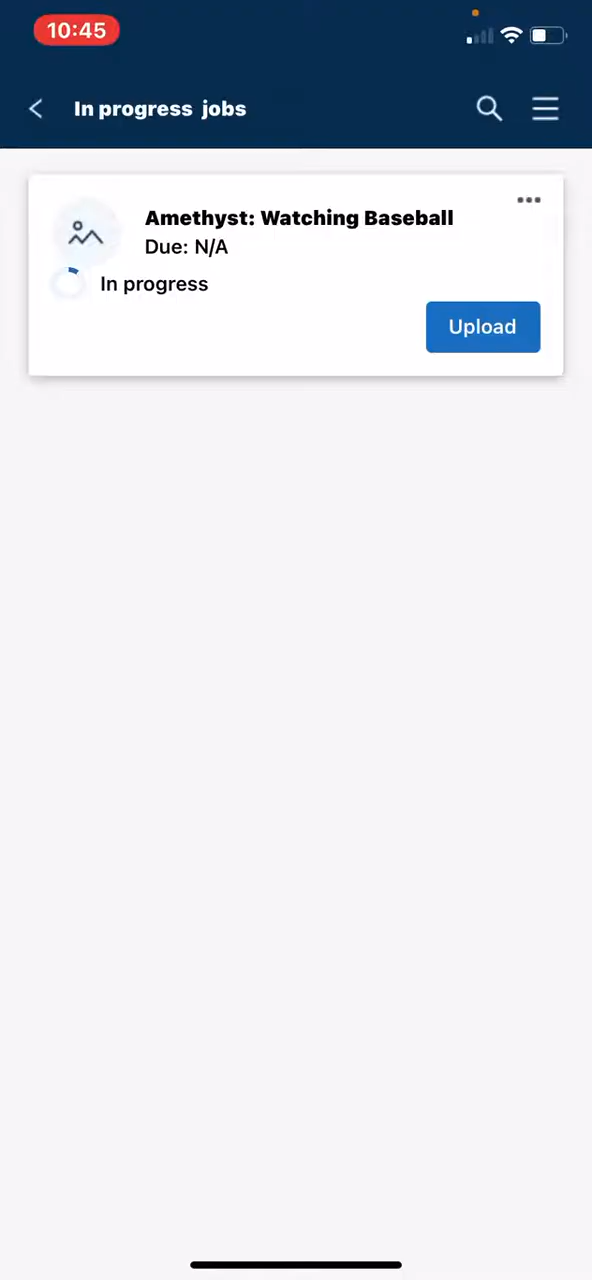 10:45
In progress jobs
Amethyst: Watching Baseball
Due: N/A
In progress
Upload